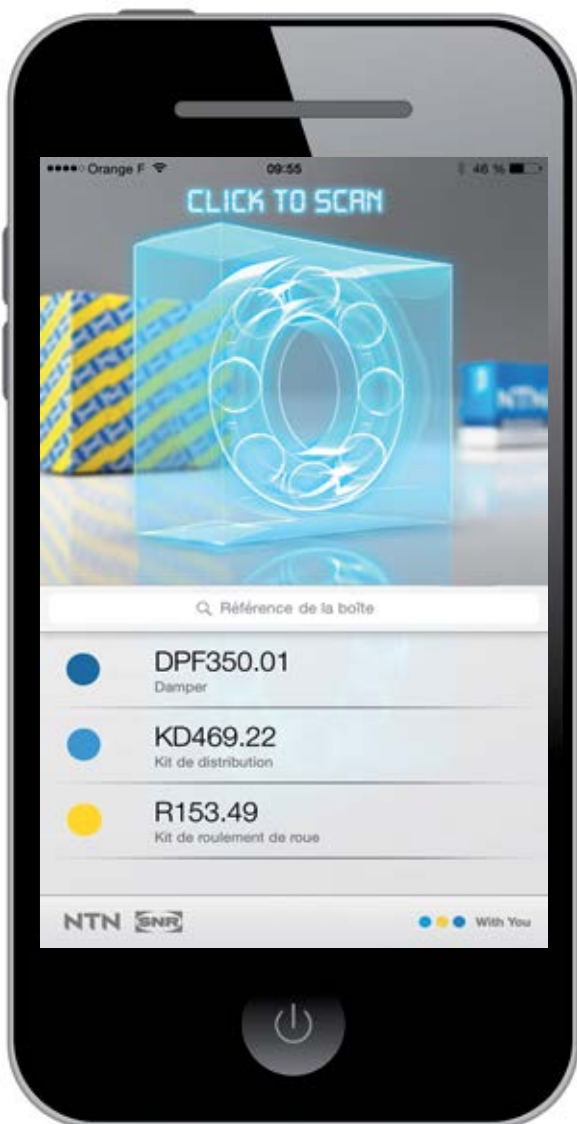 Orange F
09:55
46 %
CLICK TO SCAN
NTN
Référence de la boîte
DPF350.01
Damper
KD469.22
Kit de distribution
R153.49
Kit de roulement de roue
NTN SNR
With You